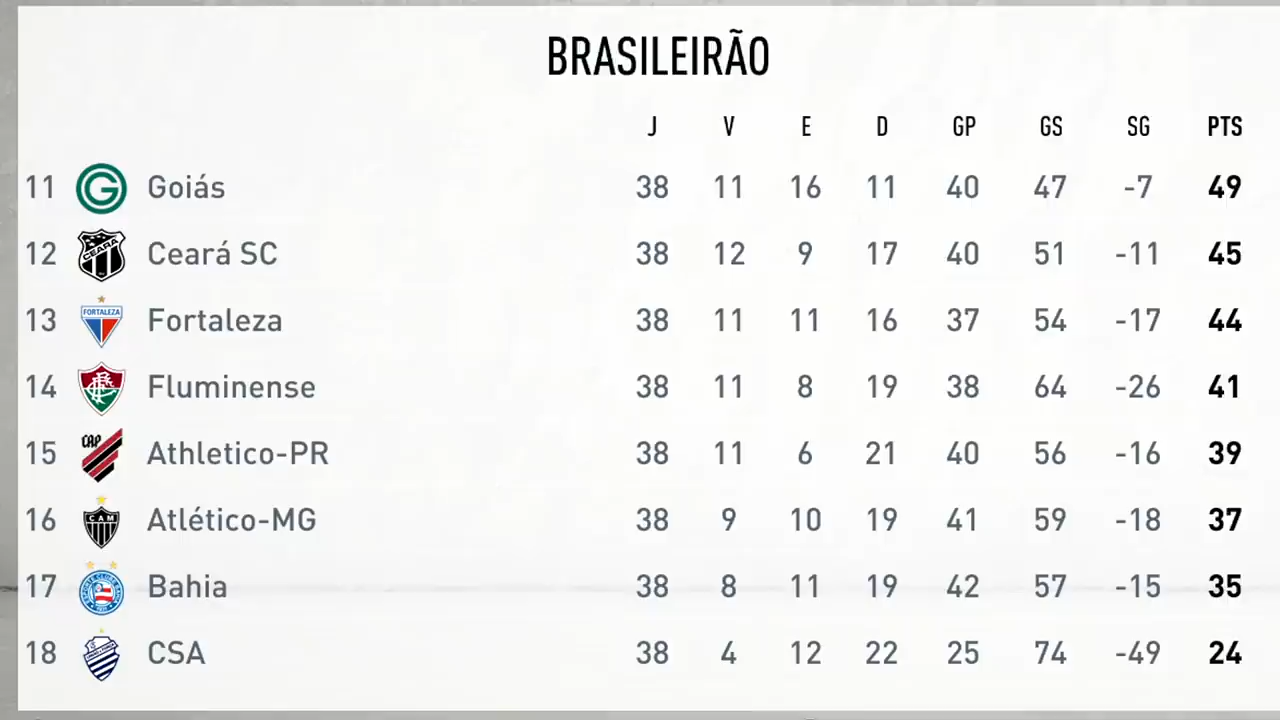 BRASILEIRÃO
J V E D GP GS SG PTS
11 Goiás 38 11 16 11 40 47 -7 49
12 CEARÁ Ceará SC 38 12 9 17 40 51 -11 45
13 FORTALEZA Fortaleza 38 11 11 16 37 54 -17 44
14 Fluminense 38 11 8 19 38 64 -26 41
15 CAP Athletico-PR 38 11 6 21 40 56 -16 39
16 CAM Atlético-MG 38 9 10 19 41 59 -18 37
17 Bahia 38 8 11 19 42 57 -15 35
18 CSA 38 4 12 22 25 74 -49 24